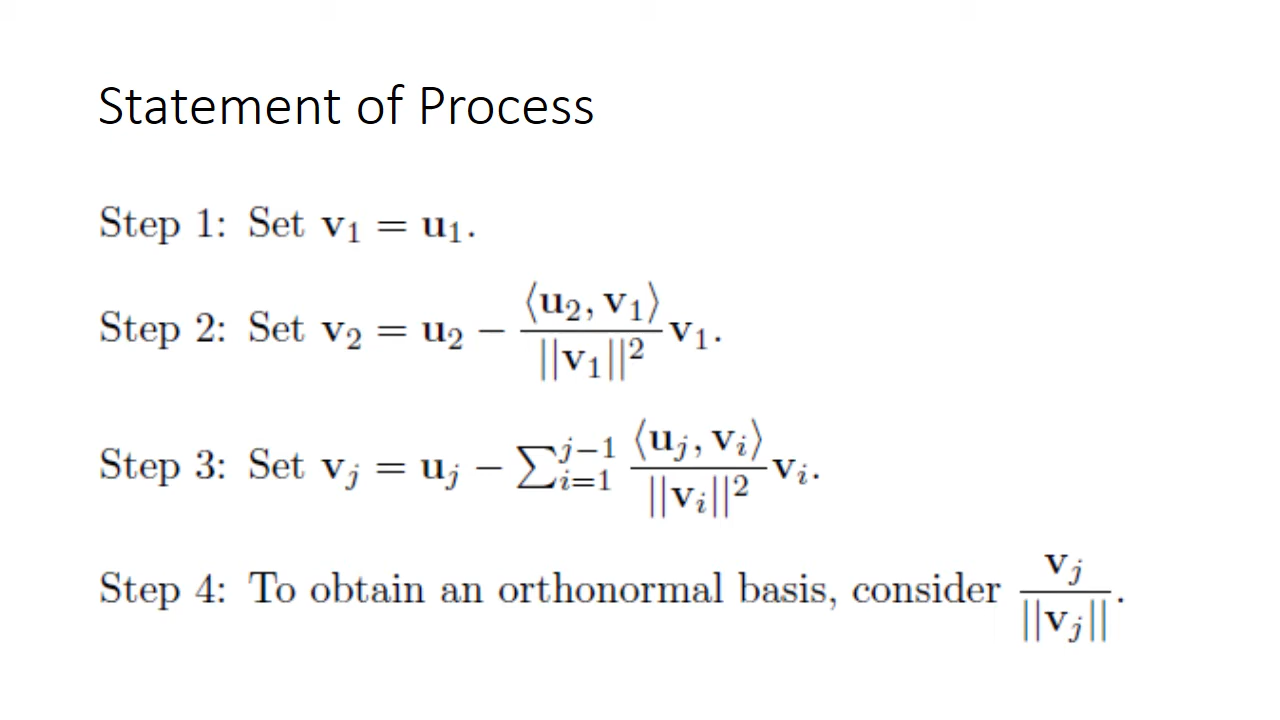 Statement of Process
Step 1: Set v₁ = u₁.
Step 2: Set v₂ = u₂ − ⟨u₂, v₁⟩/||v₁||² v₁.
Step 3: Set vⱼ = uⱼ − ∑ᵢ₌₁ʲ⁻¹ ⟨uⱼ, vᵢ⟩/||vᵢ||² vᵢ.
Step 4: To obtain an orthonormal basis, consider vⱼ/||vⱼ||.